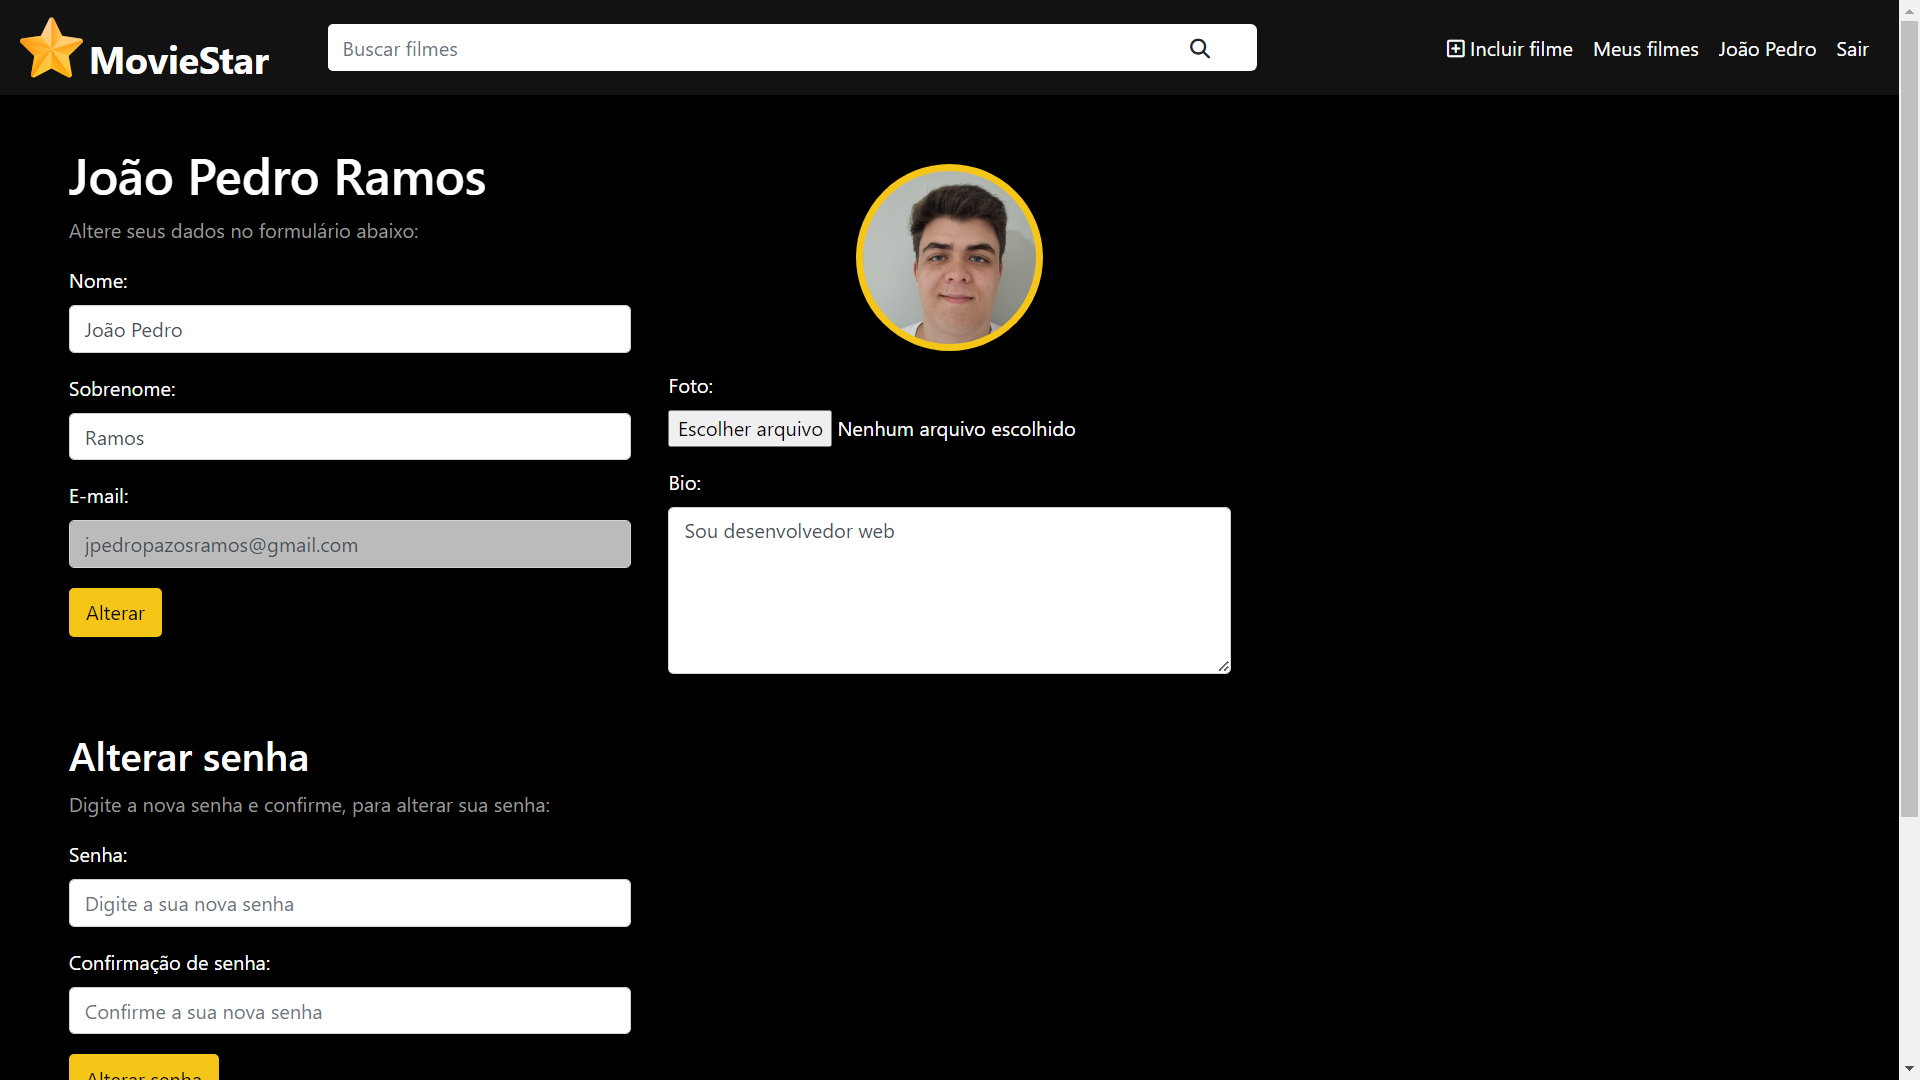 MovieStar
Buscar filmes
Incluir filme
Meus filmes
João Pedro
Sair
João Pedro Ramos
Altere seus dados no formulário abaixo:
Nome:
João Pedro
Sobrenome:
Ramos
E-mail:
jpedropazosramos@gmail.com
Alterar
Foto:
Escolher arquivo Nenhum arquivo escolhido
Bio:
Sou desenvolvedor web
Alterar senha
Digite a nova senha e confirme, para alterar sua senha:
Senha:
Digite a sua nova senha
Confirmação de senha:
Confirme a sua nova senha
Alterar senha